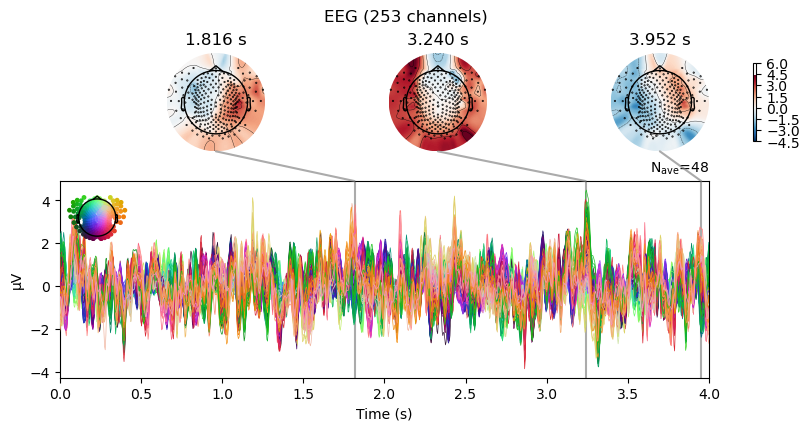 EEG (253 channels)
1.816 s
3.240 s
3.952 s
6.0
4.5
3.0
1.5
0.0
−1.5
−3.0
−4.5
Nave=48
4
2
0
−2
−4
µV
0.0 0.5 1.0 1.5 2.0 2.5 3.0 3.5 4.0
Time (s)